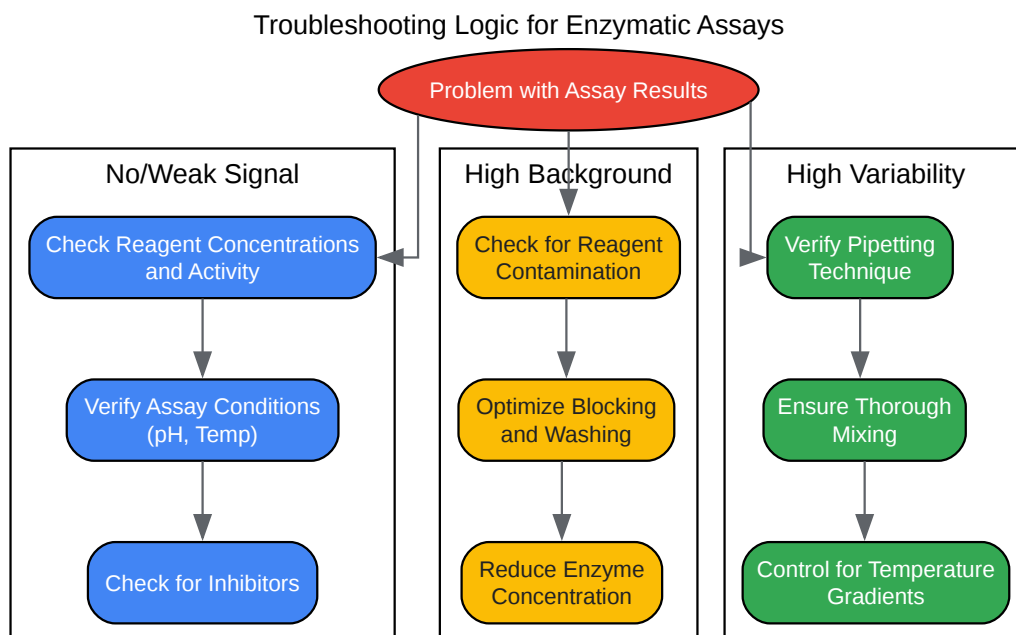 Troubleshooting Logic for Enzymatic Assays
Problem with Assay Results
No/Weak Signal
Check Reagent Concentrations
and Activity
Verify Assay Conditions
(pH, Temp)
Check for Inhibitors
High Background
Check for Reagent
Contamination
Optimize Blocking
and Washing
Reduce Enzyme
Concentration
High Variability
Verify Pipetting
Technique
Ensure Thorough
Mixing
Control for Temperature
Gradients